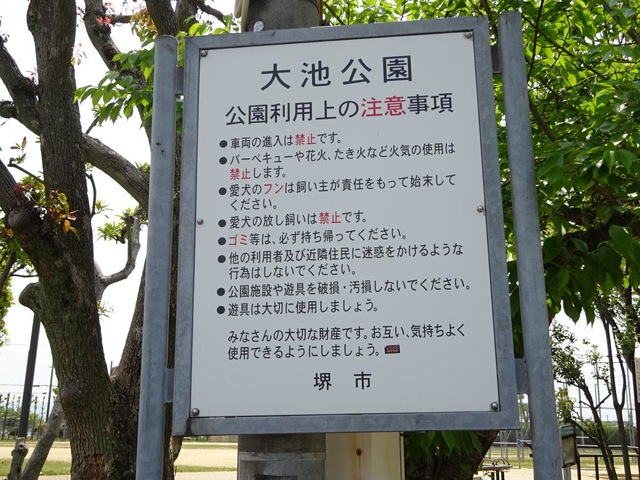 大池公園
公園利用上の注意事項
●車両の進入は禁止です。
●バーベキューや花火、たき火など火気の使用は
禁止します。
●愛犬のフンは飼い主が責任をもって始末して
ください。
●愛犬の放し飼いは禁止です。
●ゴミ等は、必ず持ち帰ってください。
●他の利用者及び近隣住民に迷惑をかけるような
行為はしないでください。
●公園施設や遊具を破損・汚損しないでください。
●遊具は大切に使用しましょう。
みなさんの大切な財産です。お互い、気持ちよく
使用できるようにしましょう。
堺市